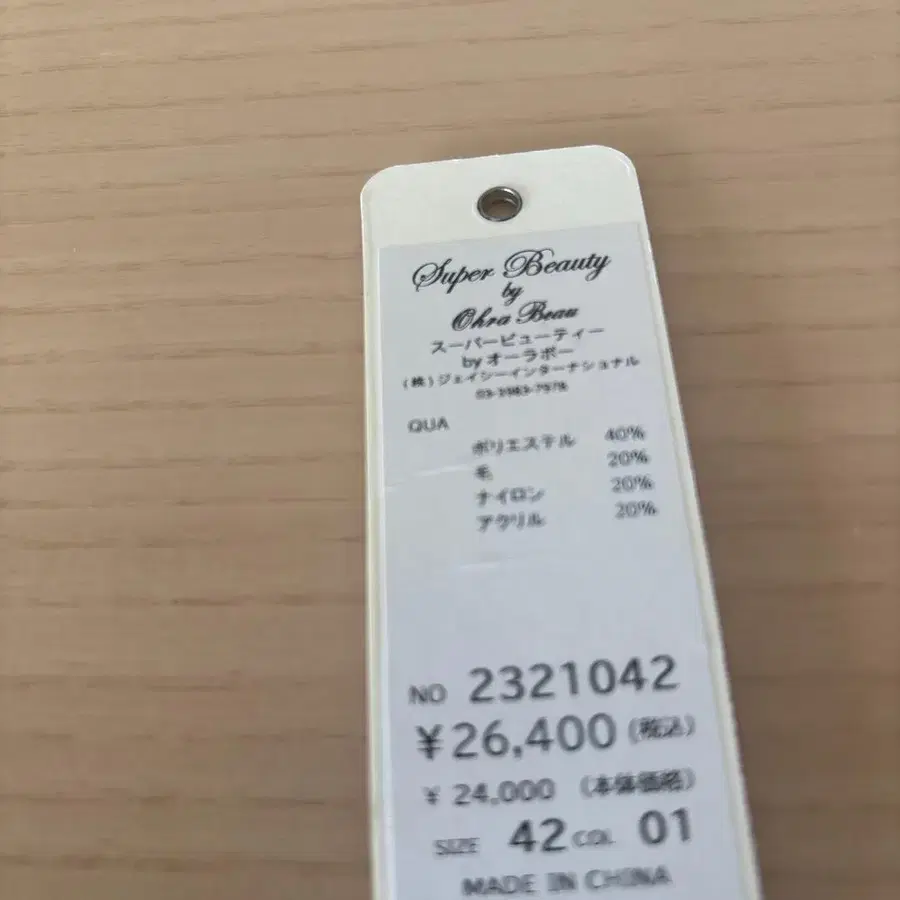 Super Beauty
by
Ohra Beau
スーパービューティー
byオーラボー
(株)ジェイシーインターナショナル
QUA
ポリエステル 40%
毛 20%
ナイロン 20%
アクリル 20%
NO 2321042
¥26,400(税込)
¥ 24,000 (本体価格)
SIZE 42 COL 01
MADE IN CHINA